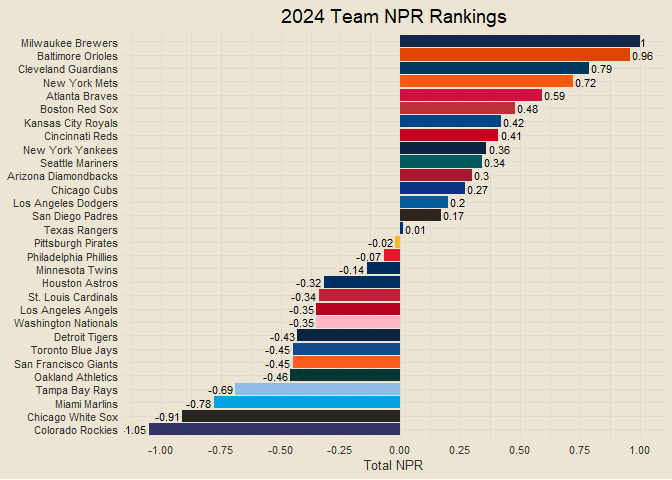 2024 Team NPR Rankings
Milwaukee Brewers 1
Baltimore Orioles 0.96
Cleveland Guardians 0.79
New York Mets 0.72
Atlanta Braves 0.59
Boston Red Sox 0.48
Kansas City Royals 0.42
Cincinnati Reds 0.41
New York Yankees 0.36
Seattle Mariners 0.34
Arizona Diamondbacks 0.3
Chicago Cubs 0.27
Los Angeles Dodgers 0.2
San Diego Padres 0.17
Texas Rangers 0.01
Pittsburgh Pirates -0.02
Philadelphia Phillies -0.07
Minnesota Twins -0.14
Houston Astros -0.32
St. Louis Cardinals -0.34
Los Angeles Angels -0.35
Washington Nationals -0.35
Detroit Tigers -0.43
Toronto Blue Jays -0.45
San Francisco Giants -0.45
Oakland Athletics -0.46
Tampa Bay Rays -0.69
Miami Marlins -0.78
Chicago White Sox -0.91
Colorado Rockies -1.05
-1.00 -0.75 -0.50 -0.25 0.00 0.25 0.50 0.75 1.00
Total NPR